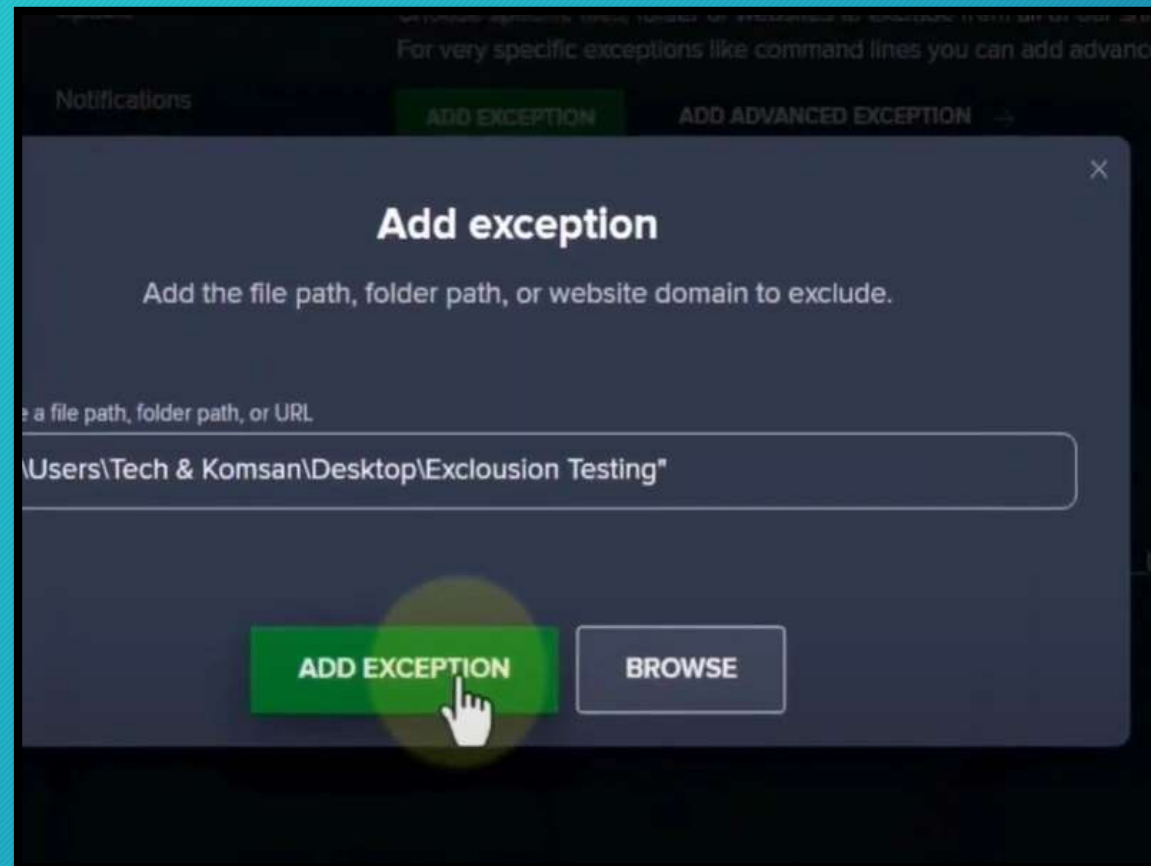 For very specific exceptions like command lines you can add advanc
Notifications
ADD EXCEPTION
ADD ADVANCED EXCEPTION →
Add exception
Add the file path, folder path, or website domain to exclude.
a file path, folder path, or URL
\Users\Tech & Komsan\Desktop\Exclousion Testing"
ADD EXCEPTION
BROWSE